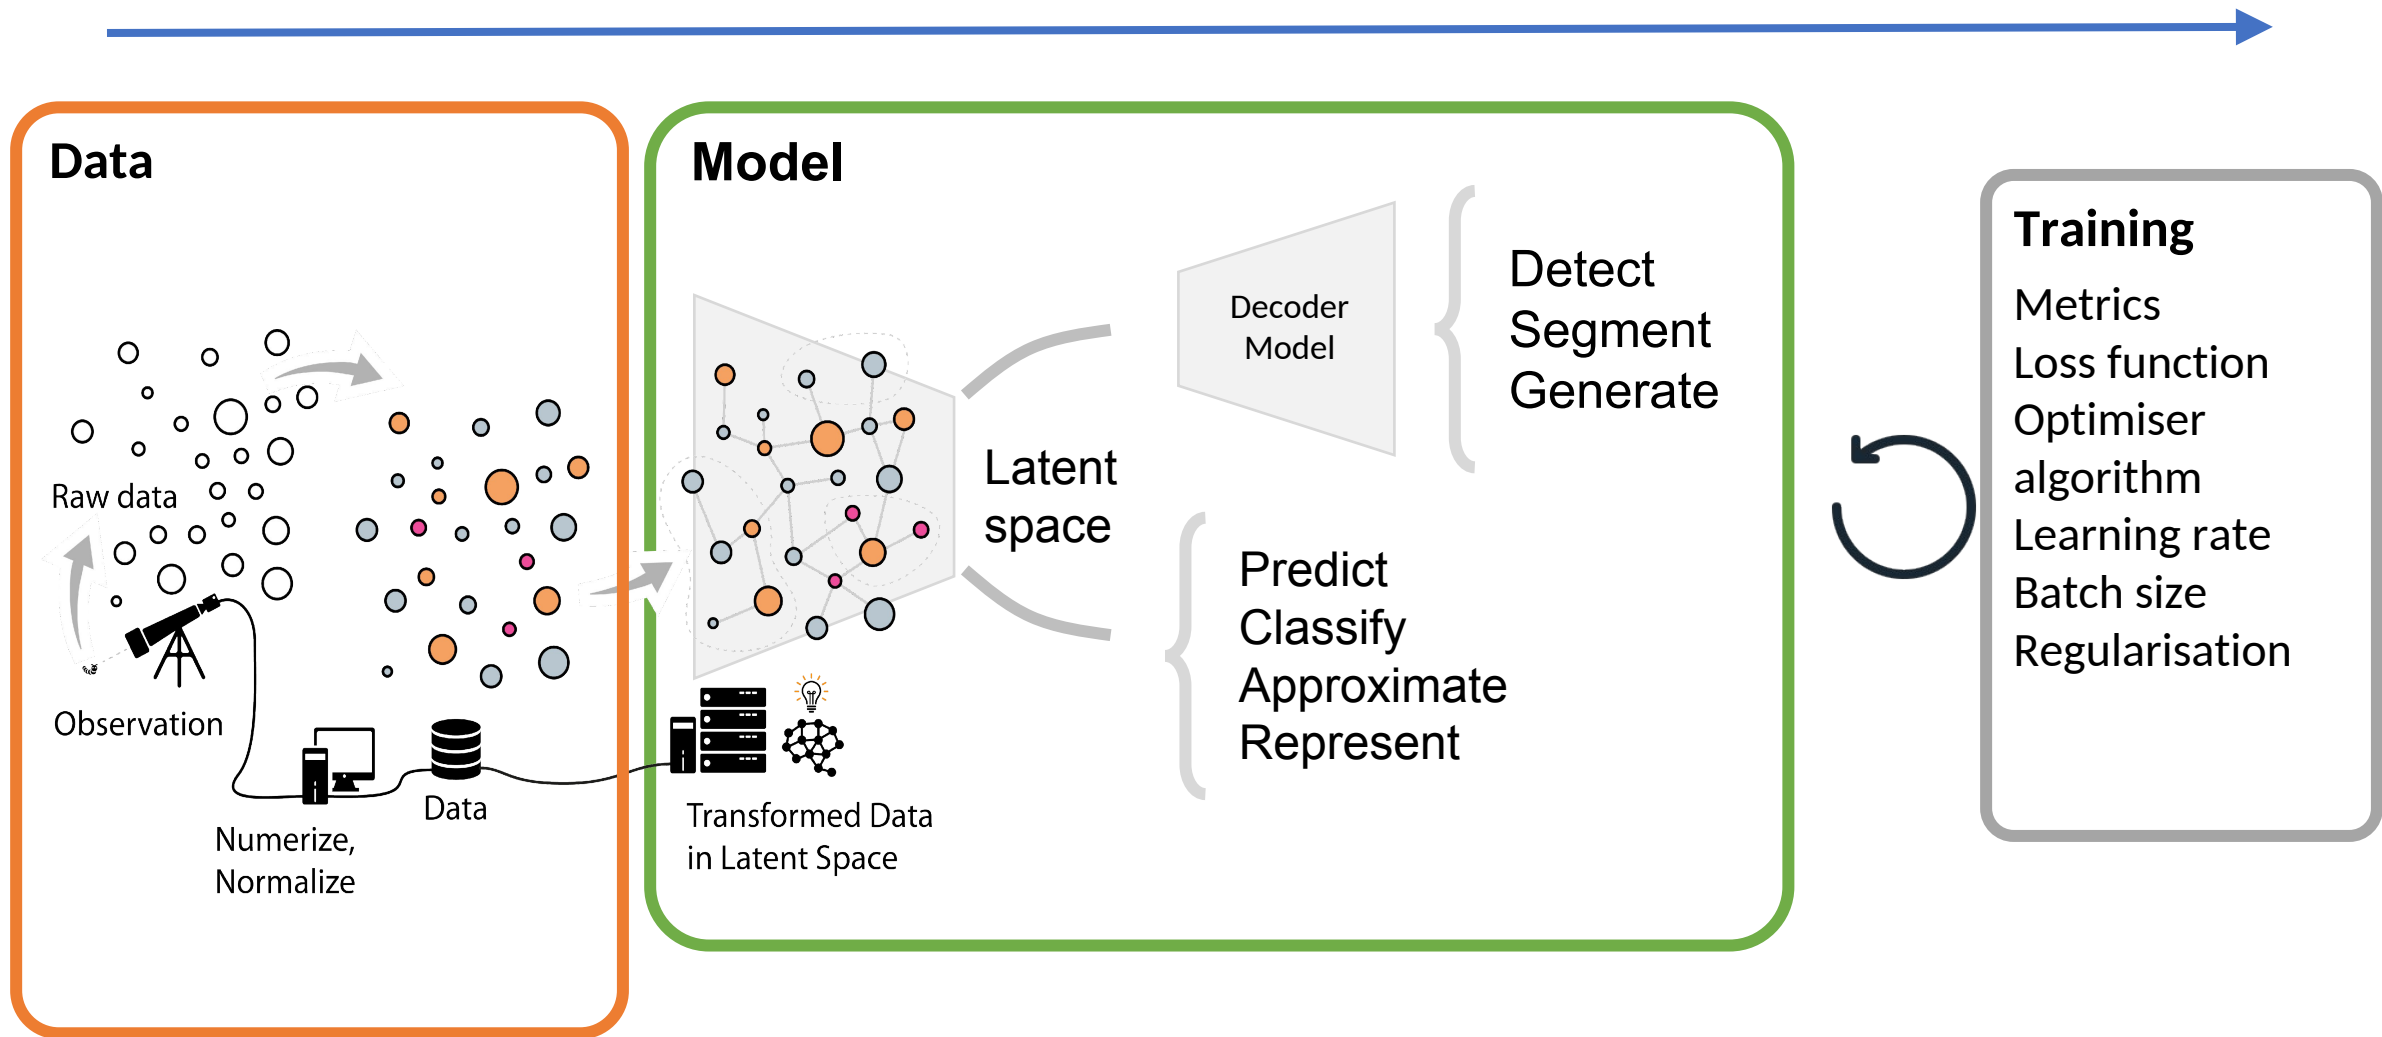 Data
Raw data
Observation
Numerize,
Normalize
Data
Model
Transformed Data
in Latent Space
Latent
space
Decoder
Model
Detect
Segment
Generate
Predict
Classify
Approximate
Represent
Training
Metrics
Loss function
Optimiser
algorithm
Learning rate
Batch size
Regularisation